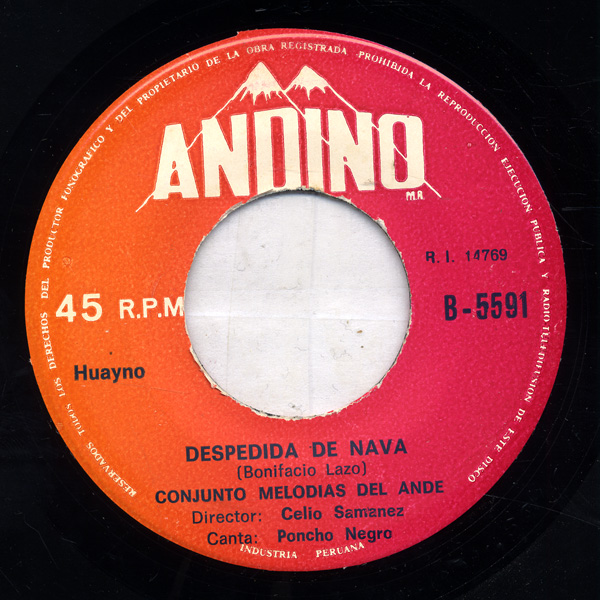 RESERVADOS TODOS LOS DERECHOS DEL PRODUCTOR FONOGRAFICO Y DEL PROPIETARIO DE LA OBRA REGISTRADA PROHIBIDA LA REPRODUCCION EJECUCION PUBLICA Y RADIO-TELEDIFUSION DE ESTE DISCO
ANDINO
M.R.
R.I. 14769
45 R.P.M
B-5591
Huayno
DESPEDIDA DE NAVA
(Bonifacio Lazo)
CONJUNTO MELODIAS DEL ANDE
Director: Celio Samanez
Canta: Poncho Negro
INDUSTRIA PERUANA